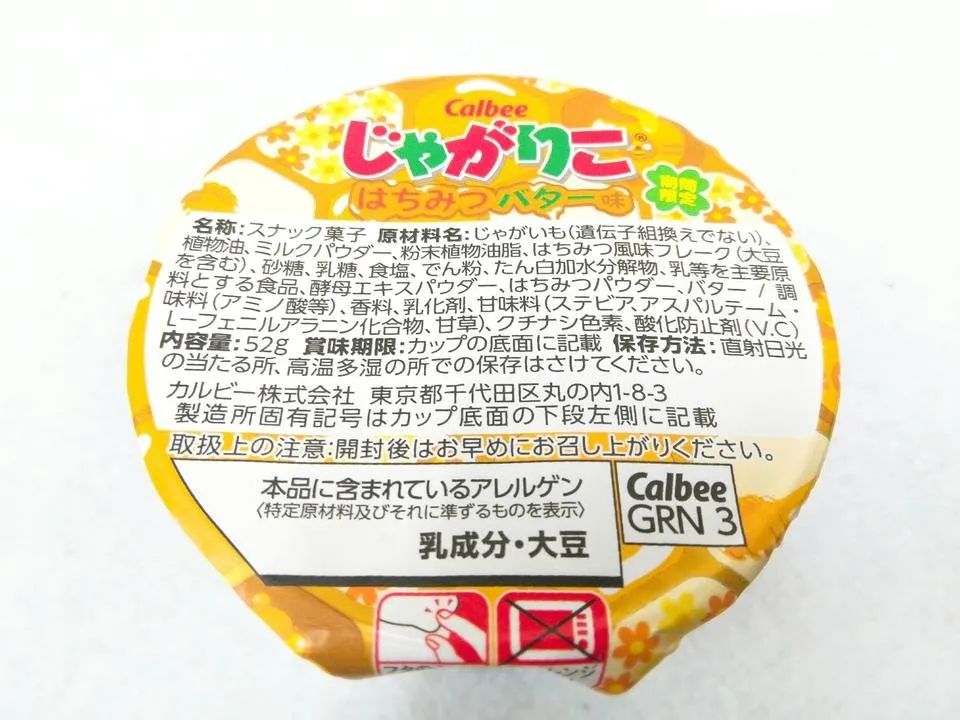 Calbee
じゃがりこ®
はちみつバター味
期間限定
名称:スナック菓子 原材料名:じゃがいも(遺伝子組換えでない)、
植物油、ミルクパウダー、粉末植物油脂、はちみつ風味フレーク(大豆
を含む)、砂糖、乳糖、食塩、でん粉、たん白加水分解物、乳等を主要原
料とする食品、酵母エキスパウダー、はちみつパウダー、バター / 調
味料(アミノ酸等)、香料、乳化剤、甘味料(ステビア、アスパルテーム・
L-フェニルアラニン化合物、甘草)、クチナシ色素、酸化防止剤(V.C)
内容量:52g 賞味期限:カップの底面に記載 保存方法:直射日光
の当たる所、高温多湿の所での保存はさけてください。
カルビー株式会社 東京都千代田区丸の内1-8-3
製造所固有記号はカップ底面の下段左側に記載
取扱上の注意:開封後はお早めにお召し上がりください。
本品に含まれているアレルゲン
〈特定原材料及びそれに準ずるものを表示〉
乳成分・大豆
Calbee
GRN 3